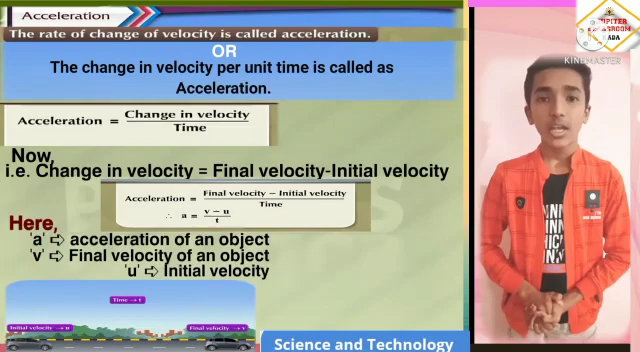 Acceleration
The rate of change of velocity is called acceleration.
OR
The change in velocity per unit time is called as
Acceleration.
Acceleration = Change in velocity
Time
Now,
i.e. Change in velocity = Final velocity-Initial velocity
Acceleration = Final velocity − Initial velocity
Time
∴ a = v − u
t
Here,
'a' ⇨ acceleration of an object
'v' ⇨ Final velocity of an object
'u' ⇨ Initial velocity
Time → t
Initial velocity → u
Final velocity → v
Science and Technology
KINEMASTER